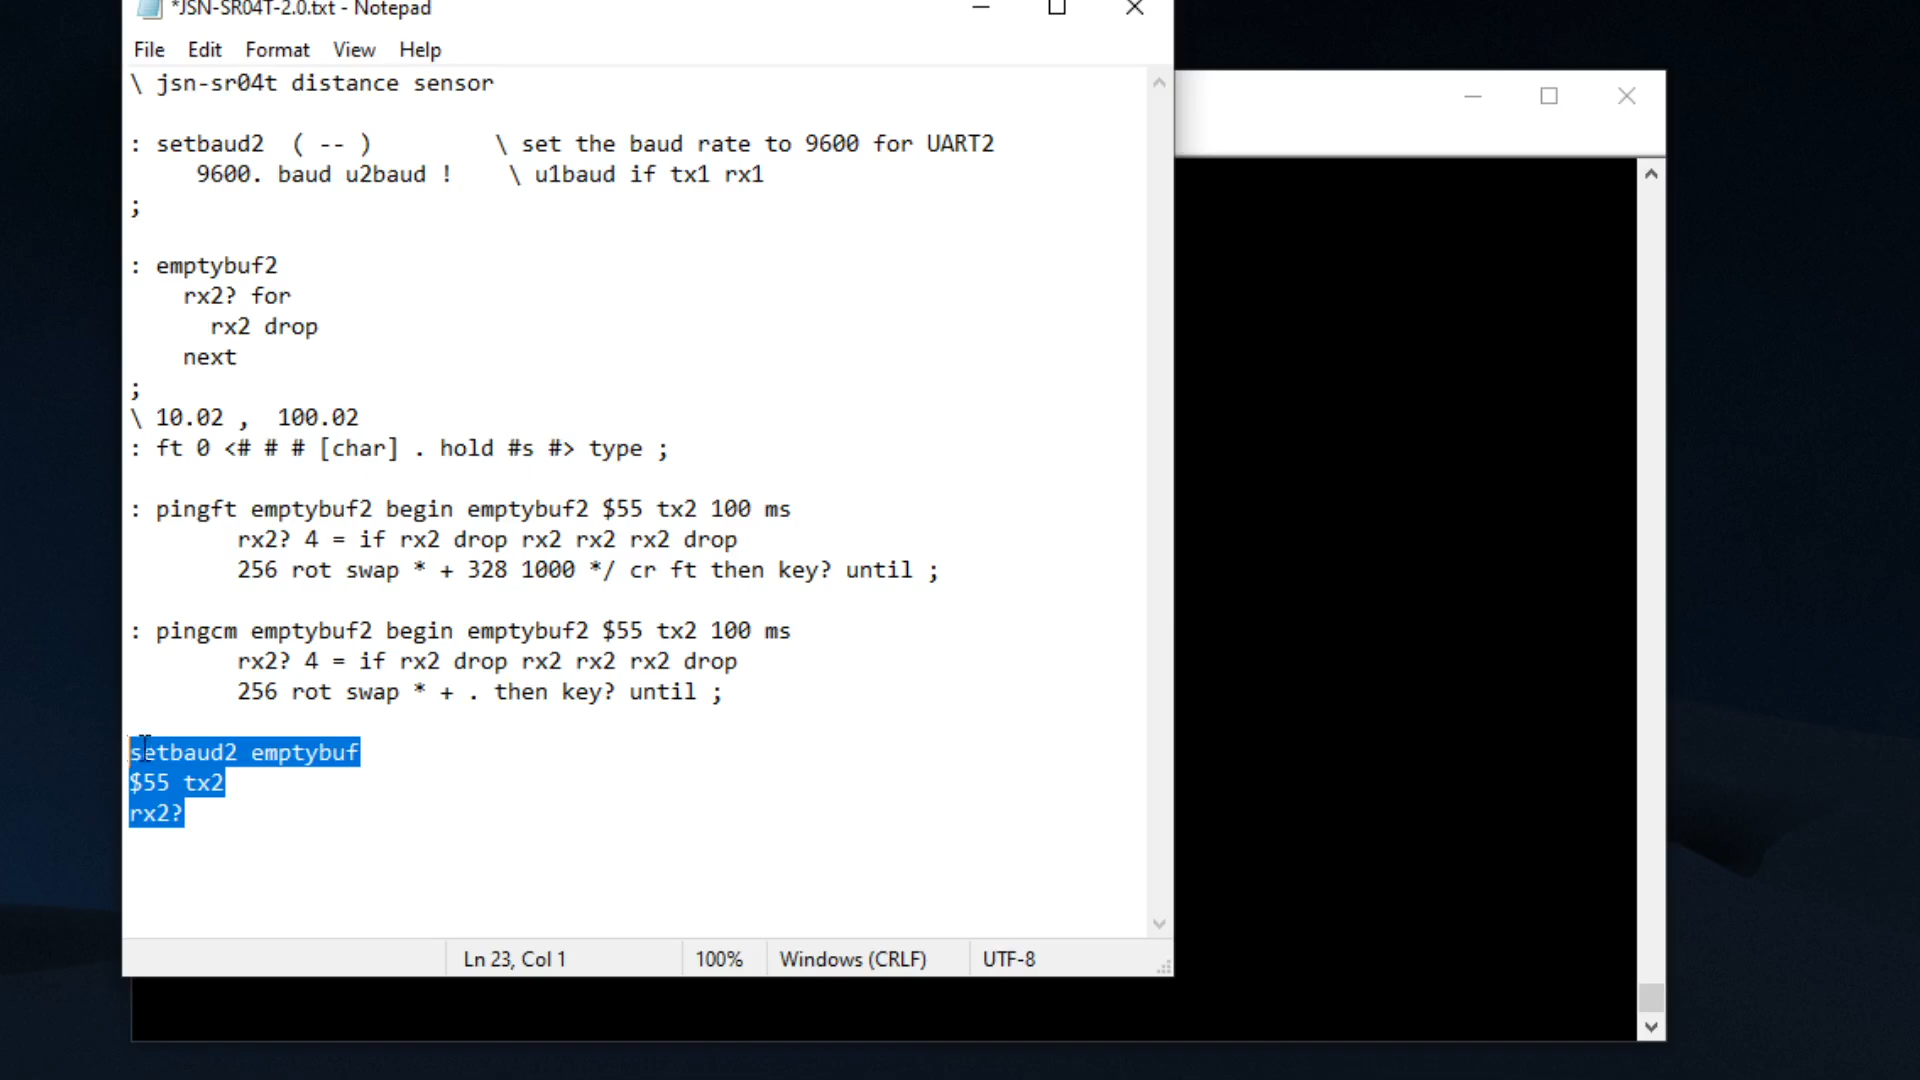 *JSN-SR04T-2.0.txt - Notepad
File Edit Format View Help
\ jsn-sr04t distance sensor
: setbaud2 ( -- ) \ set the baud rate to 9600 for UART2
9600. baud u2baud ! \ u1baud if tx1 rx1
;
: emptybuf2
rx2? for
rx2 drop
next
;
\ 10.02 , 100.02
: ft 0 <# # # [char] . hold #s #> type ;
: pingft emptybuf2 begin emptybuf2 $55 tx2 100 ms
rx2? 4 = if rx2 drop rx2 rx2 rx2 drop
256 rot swap * + 328 1000 */ cr ft then key? until ;
: pingcm emptybuf2 begin emptybuf2 $55 tx2 100 ms
rx2? 4 = if rx2 drop rx2 rx2 rx2 drop
256 rot swap * + . then key? until ;
setbaud2 emptybuf
$55 tx2
rx2?
Ln 23, Col 1 100% Windows (CRLF) UTF-8